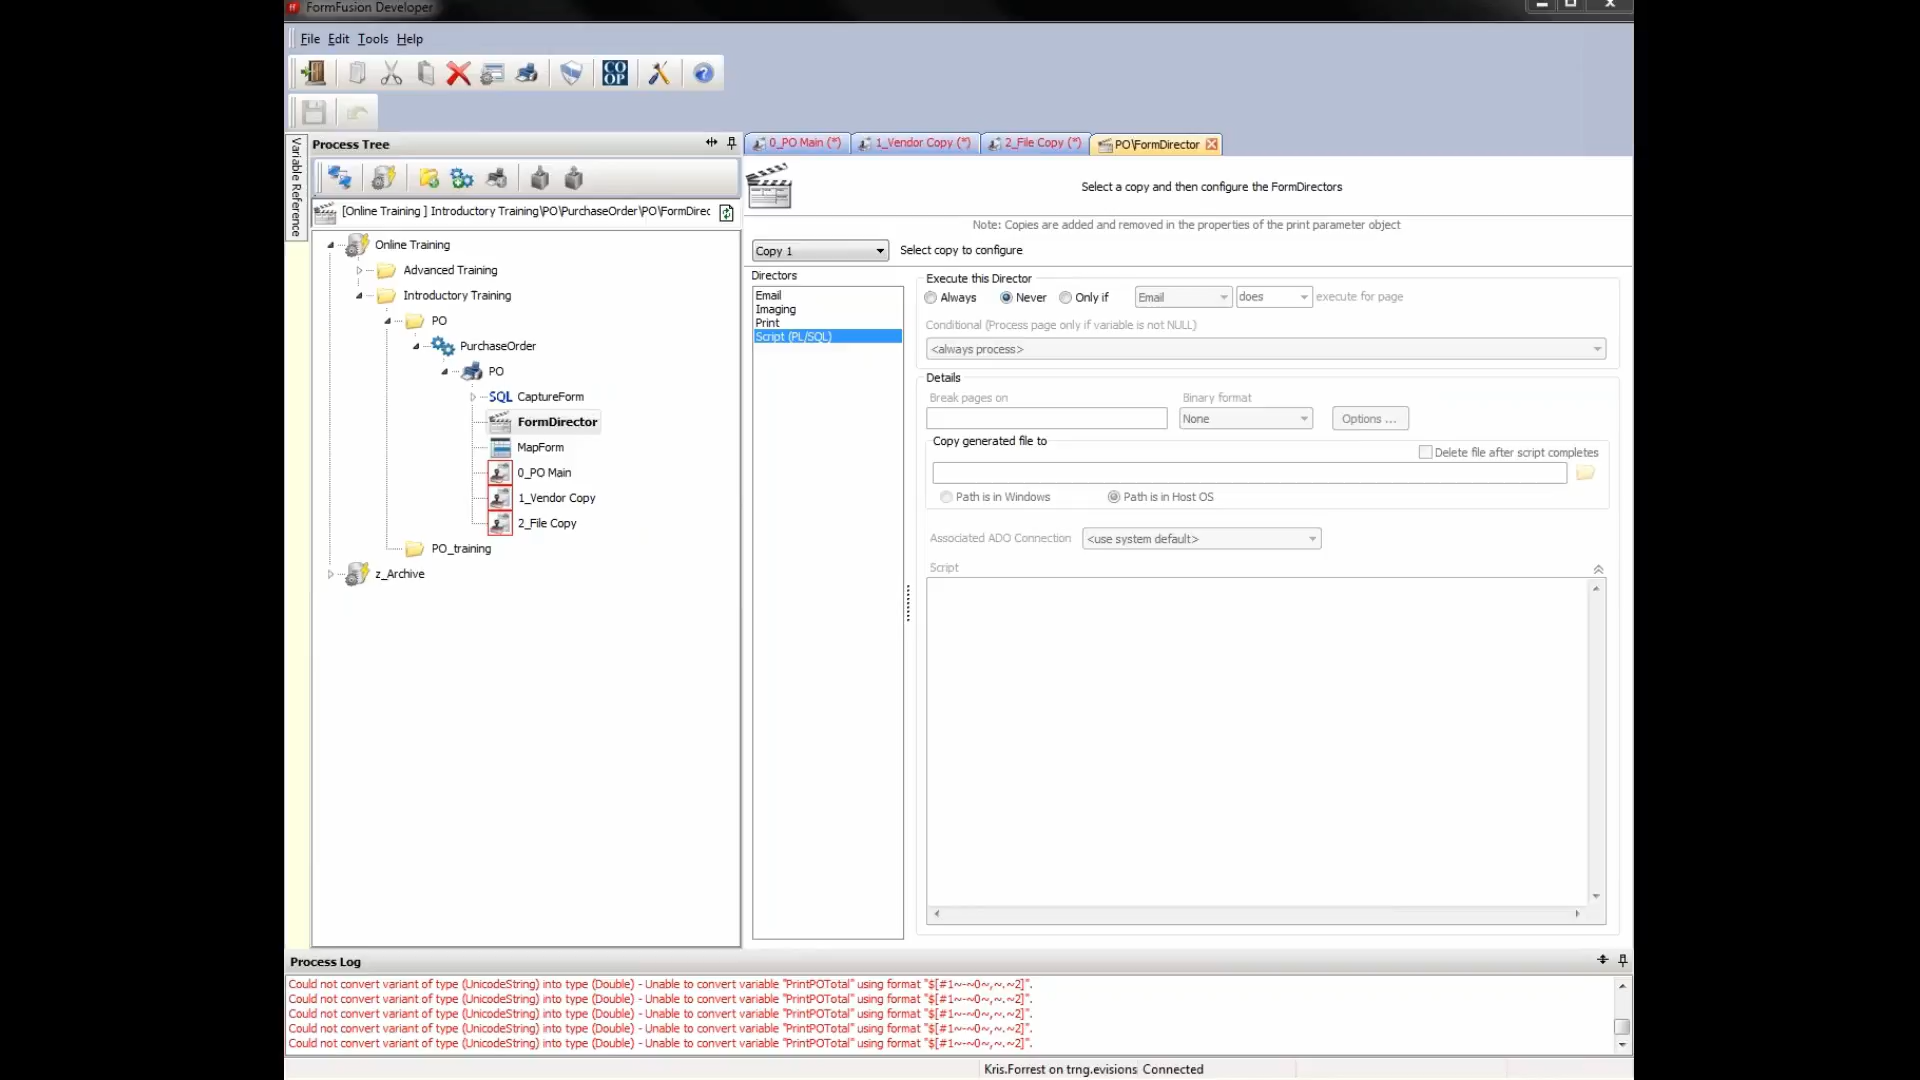 FormFusion Developer
File Edit Tools Help
CO
OP
Variable Reference
Process Tree
0_PO Main (*)
1_Vendor Copy (*)
2_File Copy (*)
PO\FormDirector
Select a copy and then configure the FormDirectors
[Online Training ] Introductory Training\PO\PurchaseOrder\PO\FormDirec
Note: Copies are added and removed in the properties of the print parameter object
Copy 1
Select copy to configure
Online Training
Advanced Training
Introductory Training
PO
PurchaseOrder
PO
SQL CaptureForm
FormDirector
MapForm
0_PO Main
1_Vendor Copy
2_File Copy
PO_training
z_Archive
Directors
Email
Imaging
Print
Script (PL/SQL)
Execute this Director
Always
Never
Only if
Email
does
execute for page
Conditional (Process page only if variable is not NULL)
<always process>
Details
Break pages on
Binary format
None
Options ...
Copy generated file to
Delete file after script completes
Path is in Windows
Path is in Host OS
Associated ADO Connection
<use system default>
Script
Process Log
Could not convert variant of type (UnicodeString) into type (Double) - Unable to convert variable "PrintPOTotal" using format "$[#1~-~0~,~.~2]".
Could not convert variant of type (UnicodeString) into type (Double) - Unable to convert variable "PrintPOTotal" using format "$[#1~-~0~,~.~2]".
Could not convert variant of type (UnicodeString) into type (Double) - Unable to convert variable "PrintPOTotal" using format "$[#1~-~0~,~.~2]".
Could not convert variant of type (UnicodeString) into type (Double) - Unable to convert variable "PrintPOTotal" using format "$[#1~-~0~,~.~2]".
Could not convert variant of type (UnicodeString) into type (Double) - Unable to convert variable "PrintPOTotal" using format "$[#1~-~0~,~.~2]".
Kris.Forrest on trng.evisions Connected